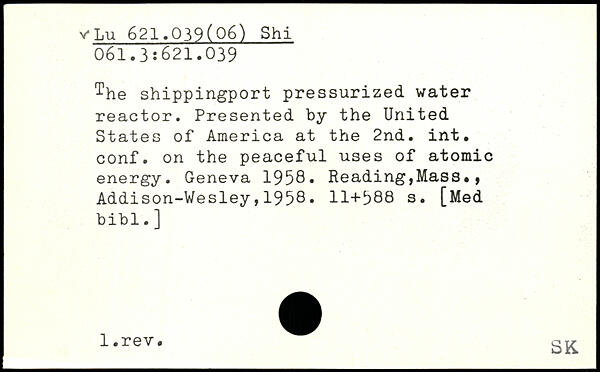 Lu 621.039(06) Shi
061.3:621.039
The shippingport pressurized water
reactor. Presented by the United
States of America at the 2nd. int.
conf. on the peaceful uses of atomic
energy. Geneva 1958. Reading,Mass.,
Addison-Wesley,1958. 11+588 s. [Med
bibl.]
1.rev.
SK